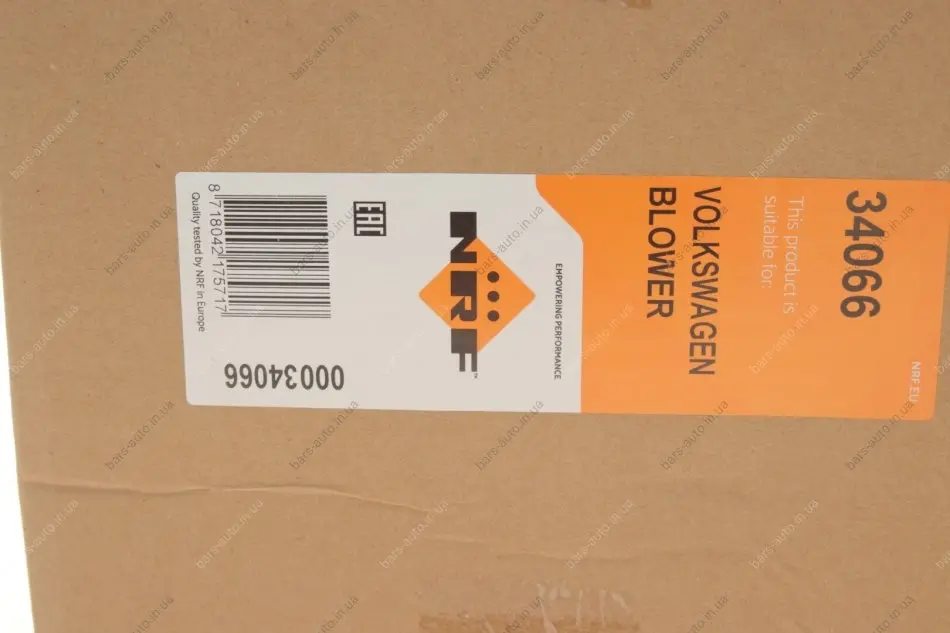 34066
NRF.EU
This product is
suitable for:
VOLKSWAGEN
BLOWER
EMPOWERING PERFORMANCE
NRF™
EAC
8 718042 175717
Quality tested by NRF in Europe
00034066
bars-auto.in.ua